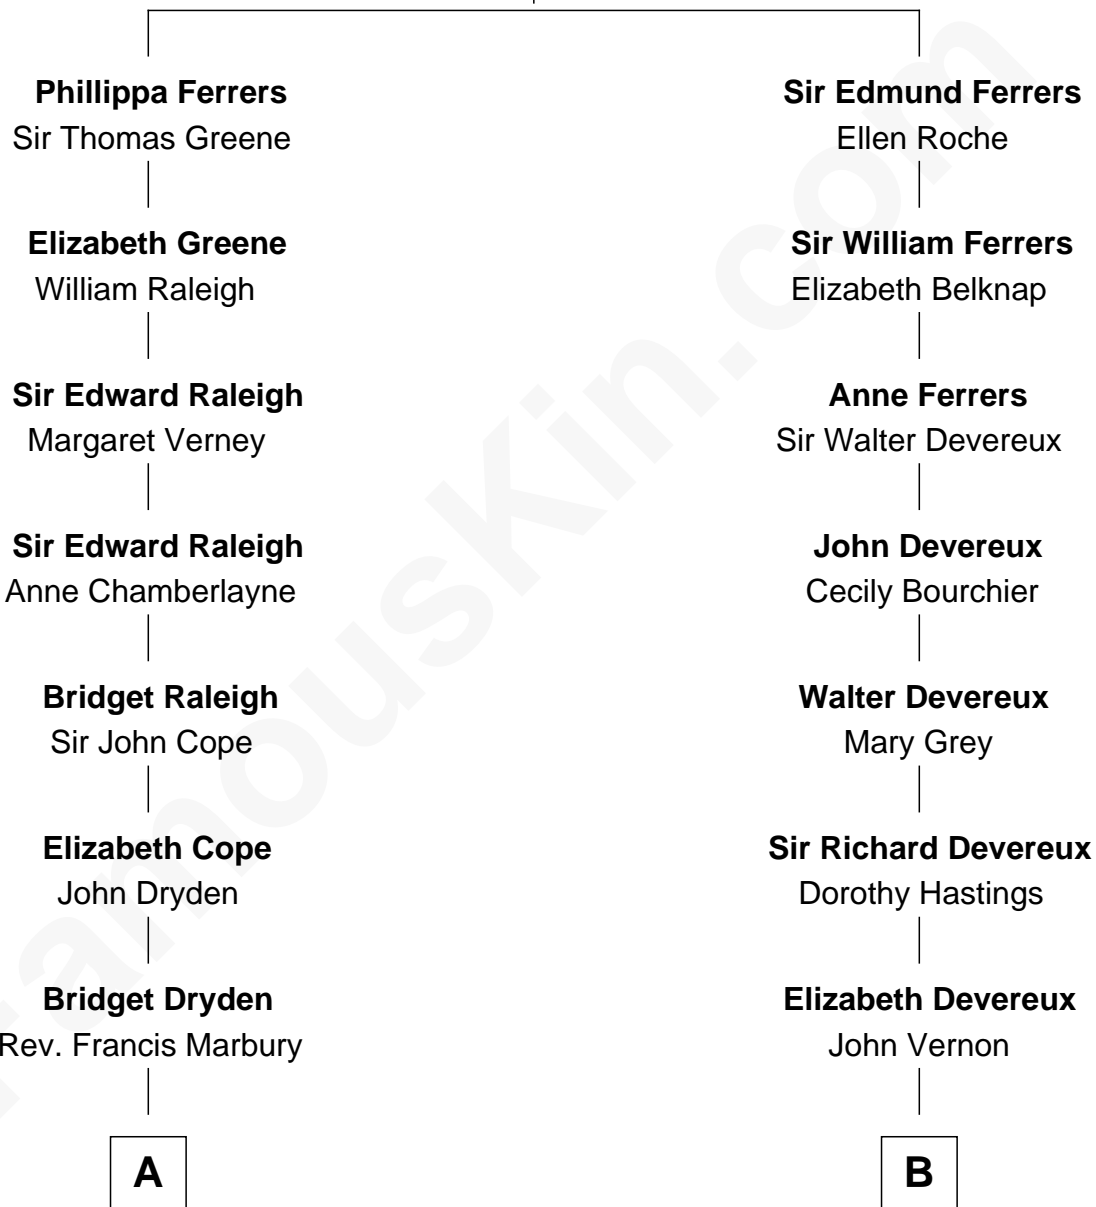 Phillippa Ferrers
Sir Thomas Greene
Elizabeth Greene
William Raleigh
Sir Edward Raleigh
Margaret Verney
Sir Edward Raleigh
Anne Chamberlayne
Bridget Raleigh
Sir John Cope
Elizabeth Cope
John Dryden
Bridget Dryden
Rev. Francis Marbury
A
Sir Edmund Ferrers
Ellen Roche
Sir William Ferrers
Elizabeth Belknap
Anne Ferrers
Sir Walter Devereux
John Devereux
Cecily Bourchier
Walter Devereux
Mary Grey
Sir Richard Devereux
Dorothy Hastings
Elizabeth Devereux
John Vernon
B
FamousKin.com